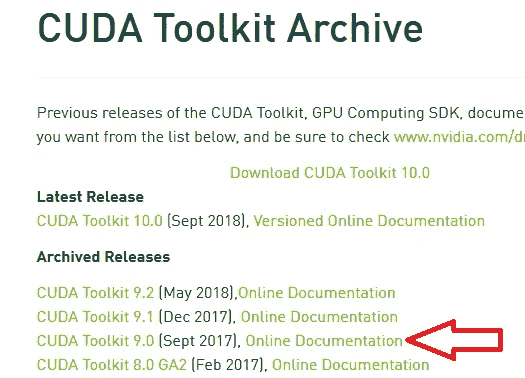 CUDA Toolkit Archive
Previous releases of the CUDA Toolkit, GPU Computing SDK, docume
you want from the list below, and be sure to check www.nvidia.com/dr
Download CUDA Toolkit 10.0
Latest Release
CUDA Toolkit 10.0 (Sept 2018), Versioned Online Documentation
Archived Releases
CUDA Toolkit 9.2 (May 2018),Online Documentation
CUDA Toolkit 9.1 (Dec 2017), Online Documentation
CUDA Toolkit 9.0 (Sept 2017), Online Documentation
CUDA Toolkit 8.0 GA2 (Feb 2017), Online Documentation